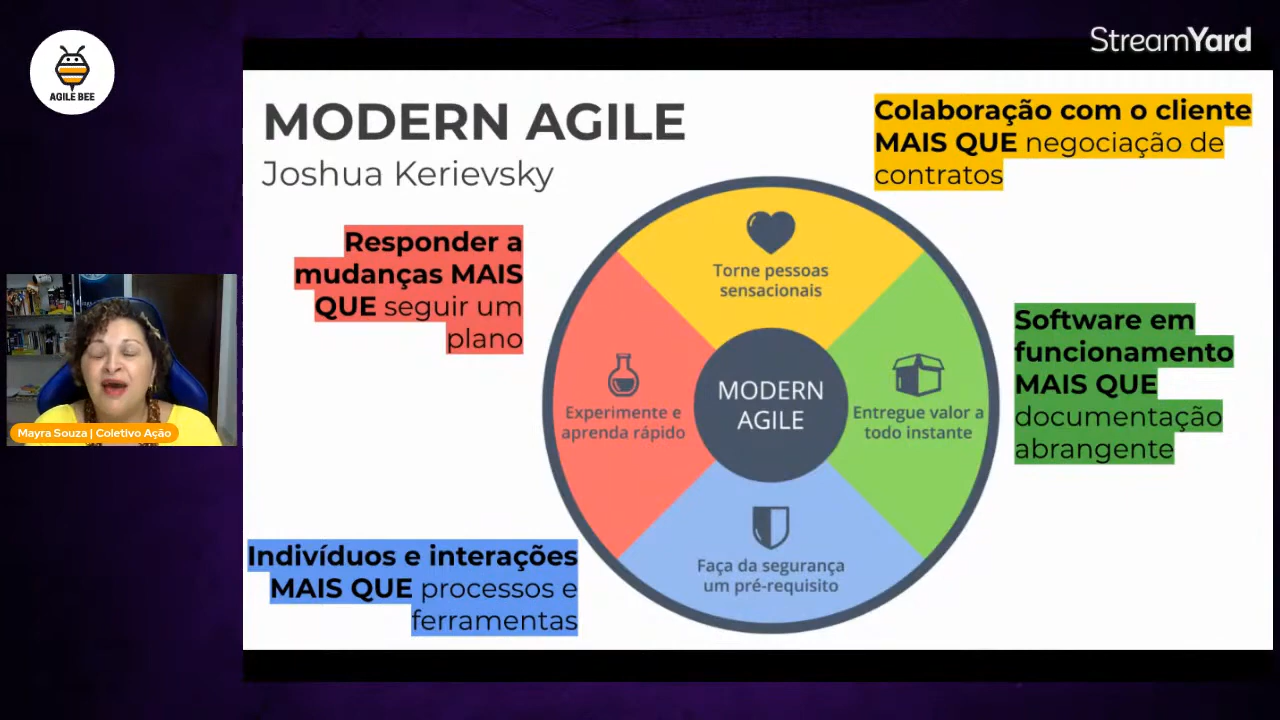 AGILE BEE
StreamYard
MODERN AGILE
Joshua Kerievsky
Colaboração com o cliente
MAIS QUE negociação de
contratos
Responder a
mudanças MAIS
QUE seguir um
plano
Torne pessoas
sensacionais
Software em
funcionamento
MAIS QUE
documentação
abrangente
Experimente e
aprenda rápido
MODERN
AGILE
Entregue valor a
todo instante
Mayra Souza | Coletivo Ação
Faça da segurança
um pré-requisito
Indivíduos e interações
MAIS QUE processos e
ferramentas